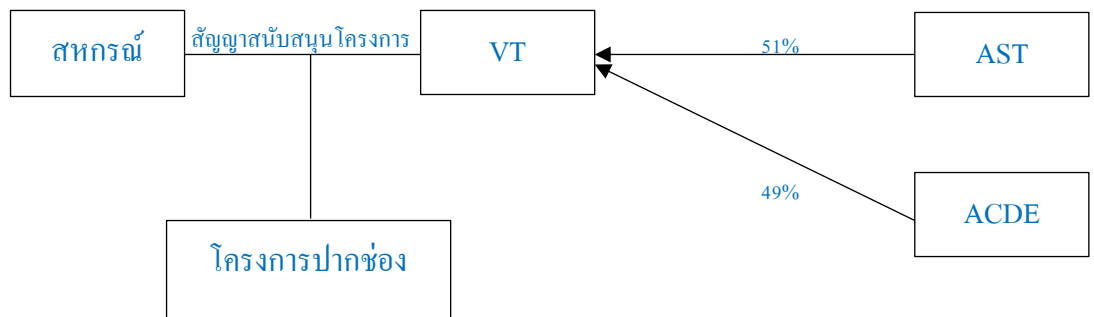 สหกรณ์
สัญญาสนับสนุนโครงการ
VT
51%
AST
49%
ACDE
โครงการปากช่อง